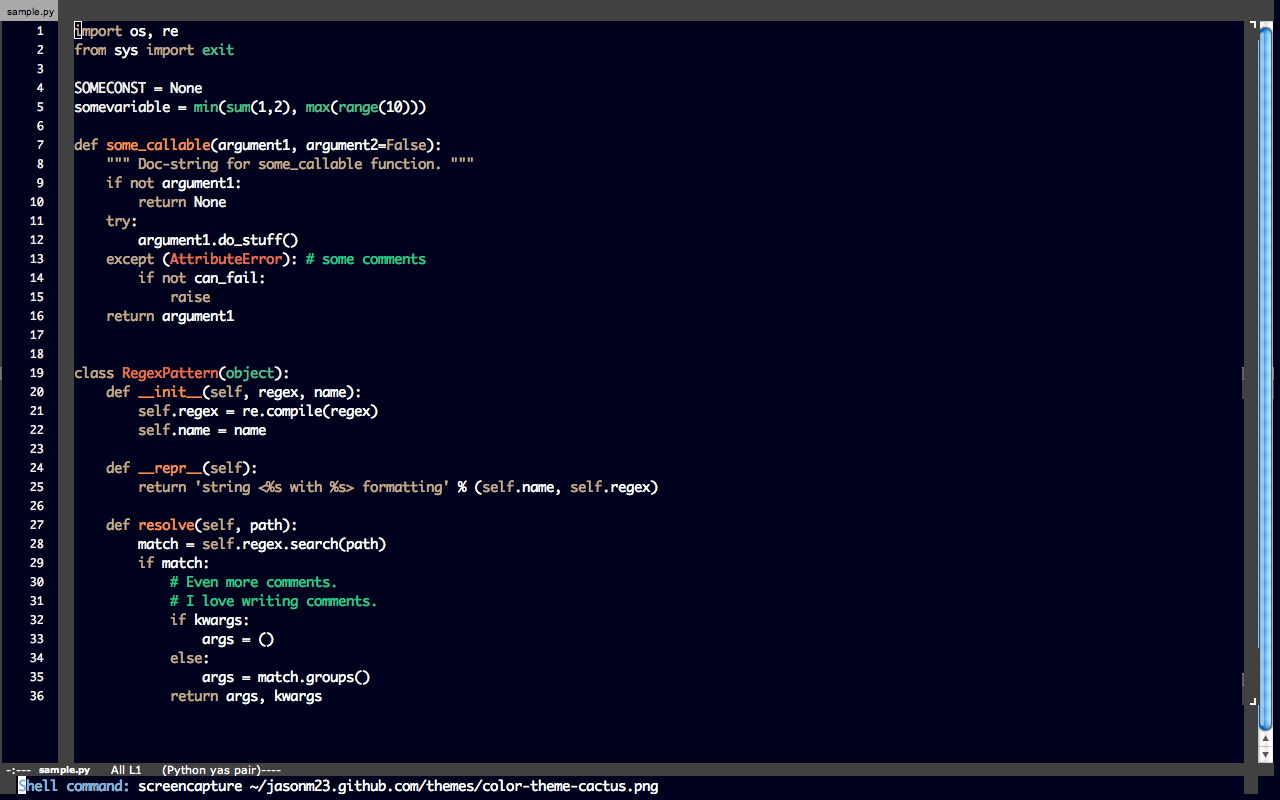 sample.py
1 import os, re
2 from sys import exit
3
4 SOMECONST = None
5 somevariable = min(sum(1,2), max(range(10)))
6
7 def some_callable(argument1, argument2=False):
8     """ Doc-string for some_callable function. """
9     if not argument1:
10         return None
11     try:
12         argument1.do_stuff()
13     except (AttributeError): # some comments
14         if not can_fail:
15             raise
16     return argument1
17
18
19 class RegexPattern(object):
20     def __init__(self, regex, name):
21         self.regex = re.compile(regex)
22         self.name = name
23
24     def __repr__(self):
25         return 'string <%s with %s> formatting' % (self.name, self.regex)
26
27     def resolve(self, path):
28         match = self.regex.search(path)
29         if match:
30             # Even more comments.
31             # I love writing comments.
32             if kwargs:
33                 args = ()
34             else:
35                 args = match.groups()
36             return args, kwargs
-:--- sample.py All L1 (Python yas pair)----
Shell command: screencapture ~/jasonm23.github.com/themes/color-theme-cactus.png